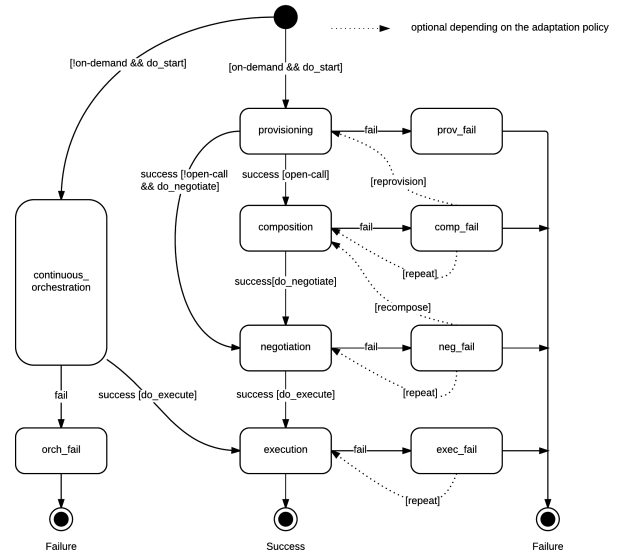 optional depending on the adaptation policy
[!on-demand && do_start]
[on-demand && do_start]
provisioning
fail
prov_fail
success [!open-call
&& do_negotiate]
success [open-call]
[reprovision]
composition
fail
comp_fail
continuous_
orchestration
[repeat]
success[do_negotiate]
[recompose]
negotiation
fail
neg_fail
fail
success [do_execute]
success [do_execute]
[repeat]
orch_fail
execution
fail
exec_fail
[repeat]
Failure
Success
Failure